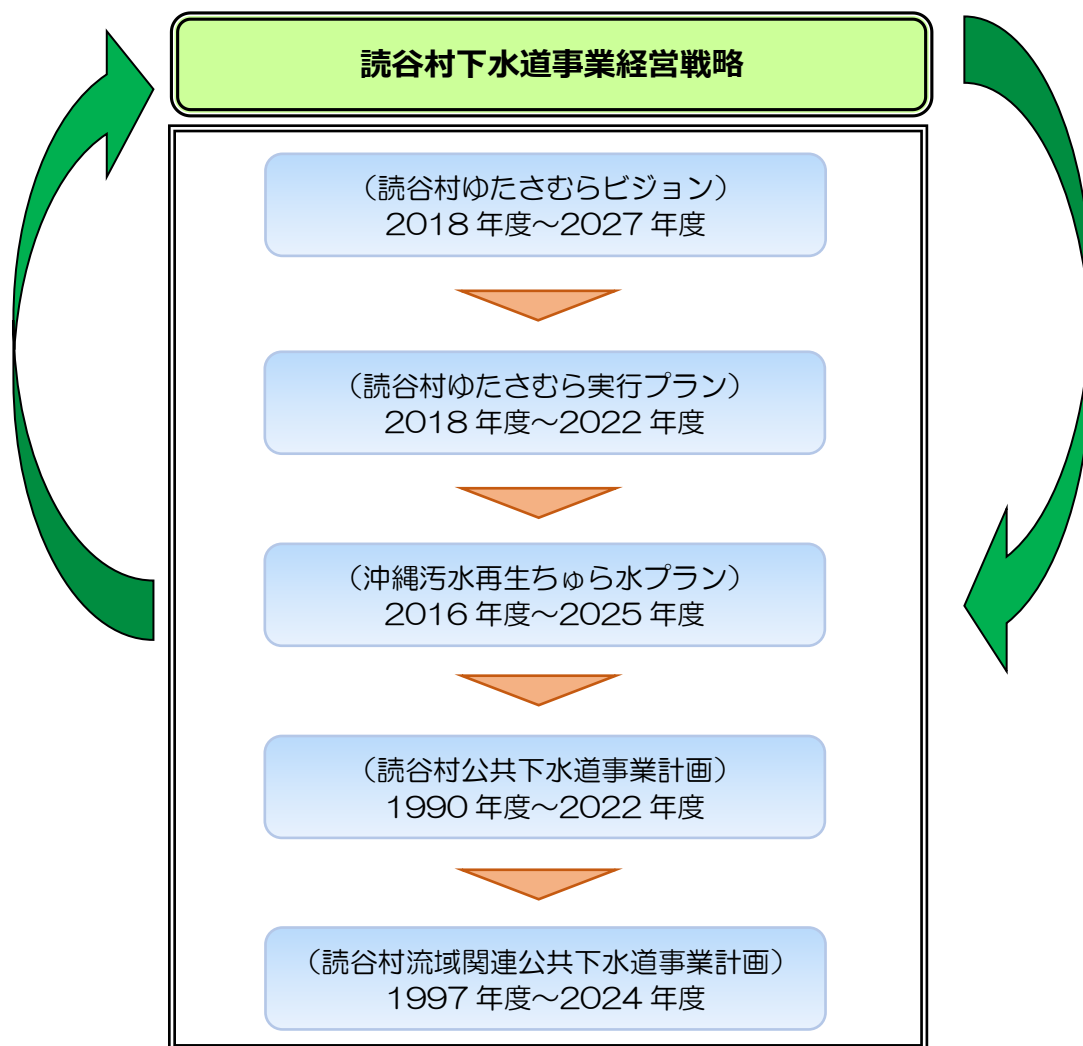 読谷村下水道事業経営戦略
（読谷村ゆたさむらビジョン）
2018 年度～2027 年度
（読谷村ゆたさむら実行プラン）
2018 年度～2022 年度
（沖縄汚水再生ちゅら水プラン）
2016 年度～2025 年度
（読谷村公共下水道事業計画）
1990 年度～2022 年度
（読谷村流域関連公共下水道事業計画）
1997 年度～2024 年度